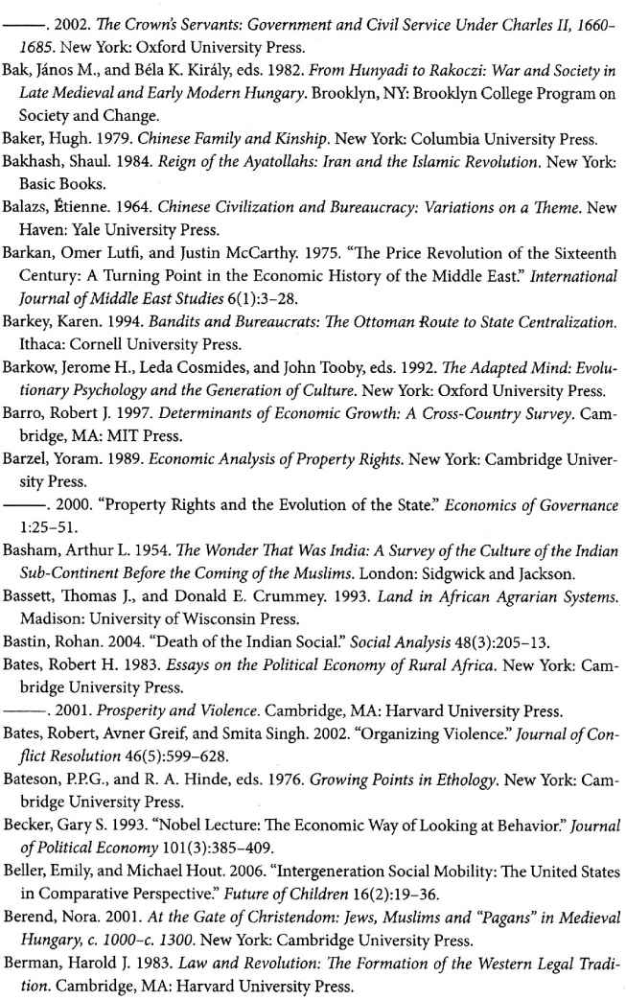 ———. 2002. The Crown's Servants: Government and Civil Service Under Charles II, 1660–
1685. New York: Oxford University Press.
Bak, János M., and Béla K. Király, eds. 1982. From Hunyadi to Rakoczi: War and Society in
Late Medieval and Early Modern Hungary. Brooklyn, NY: Brooklyn College Program on
Society and Change.
Baker, Hugh. 1979. Chinese Family and Kinship. New York: Columbia University Press.
Bakhash, Shaul. 1984. Reign of the Ayatollahs: Iran and the Islamic Revolution. New York:
Basic Books.
Balazs, Étienne. 1964. Chinese Civilization and Bureaucracy: Variations on a Theme. New
Haven: Yale University Press.
Barkan, Omer Lutfi, and Justin McCarthy. 1975. “The Price Revolution of the Sixteenth
Century: A Turning Point in the Economic History of the Middle East.” International
Journal of Middle East Studies 6(1):3–28.
Barkey, Karen. 1994. Bandits and Bureaucrats: The Ottoman Route to State Centralization.
Ithaca: Cornell University Press.
Barkow, Jerome H., Leda Cosmides, and John Tooby, eds. 1992. The Adapted Mind: Evolu-
tionary Psychology and the Generation of Culture. New York: Oxford University Press.
Barro, Robert J. 1997. Determinants of Economic Growth: A Cross-Country Survey. Cam-
bridge, MA: MIT Press.
Barzel, Yoram. 1989. Economic Analysis of Property Rights. New York: Cambridge Univer-
sity Press.
———. 2000. “Property Rights and the Evolution of the State.” Economics of Governance
1:25–51.
Basham, Arthur L. 1954. The Wonder That Was India: A Survey of the Culture of the Indian
Sub-Continent Before the Coming of the Muslims. London: Sidgwick and Jackson.
Bassett, Thomas J., and Donald E. Crummey. 1993. Land in African Agrarian Systems.
Madison: University of Wisconsin Press.
Bastin, Rohan. 2004. “Death of the Indian Social.” Social Analysis 48(3):205–13.
Bates, Robert H. 1983. Essays on the Political Economy of Rural Africa. New York: Cam-
bridge University Press.
———. 2001. Prosperity and Violence. Cambridge, MA: Harvard University Press.
Bates, Robert, Avner Greif, and Smita Singh. 2002. “Organizing Violence.” Journal of Con-
flict Resolution 46(5):599–628.
Bateson, P.P.G., and R. A. Hinde, eds. 1976. Growing Points in Ethology. New York: Cam-
bridge University Press.
Becker, Gary S. 1993. “Nobel Lecture: The Economic Way of Looking at Behavior.” Journal
of Political Economy 101(3):385–409.
Beller, Emily, and Michael Hout. 2006. “Intergeneration Social Mobility: The United States
in Comparative Perspective.” Future of Children 16(2):19–36.
Berend, Nora. 2001. At the Gate of Christendom: Jews, Muslims and “Pagans” in Medieval
Hungary, c. 1000–c. 1300. New York: Cambridge University Press.
Berman, Harold J. 1983. Law and Revolution: The Formation of the Western Legal Tradi-
tion. Cambridge, MA: Harvard University Press.